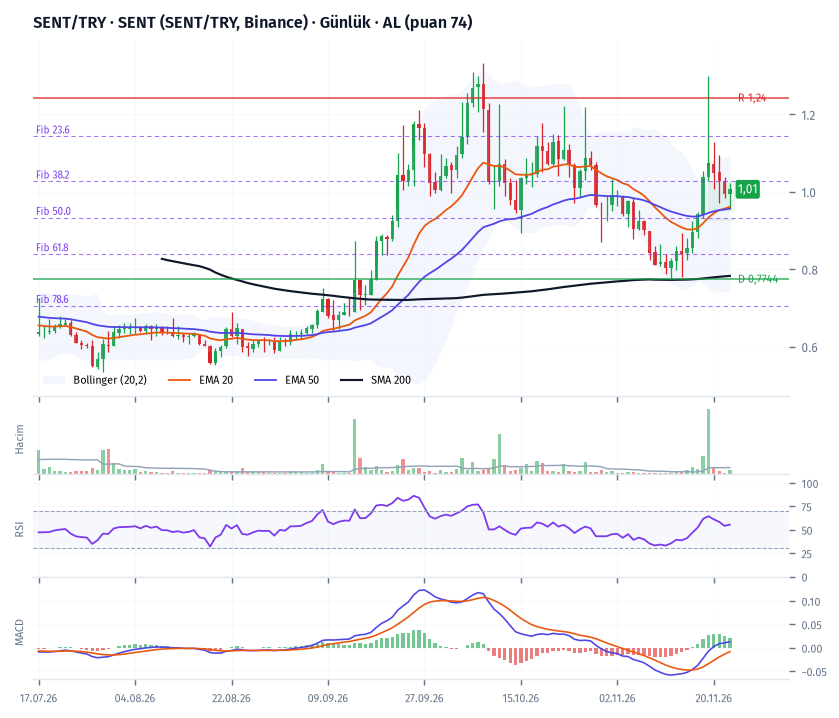 SENT/TRY · SENT (SENT/TRY, Binance) · Günlük · AL (puan 74)
R 1,24
1.2
Fib 23.6
Fib 38.2
1,01
1.0
Fib 50.0
Fib 61.8
0.8
D 0,7744
Fib 78.6
0.6
Bollinger (20,2) EMA 20 EMA 50 SMA 200
Hacim
100
75
RSI
50
25
0
0.10
0.05
MACD
0.00
−0.05
17.07.26 04.08.26 22.08.26 09.09.26 27.09.26 15.10.26 02.11.26 20.11.26